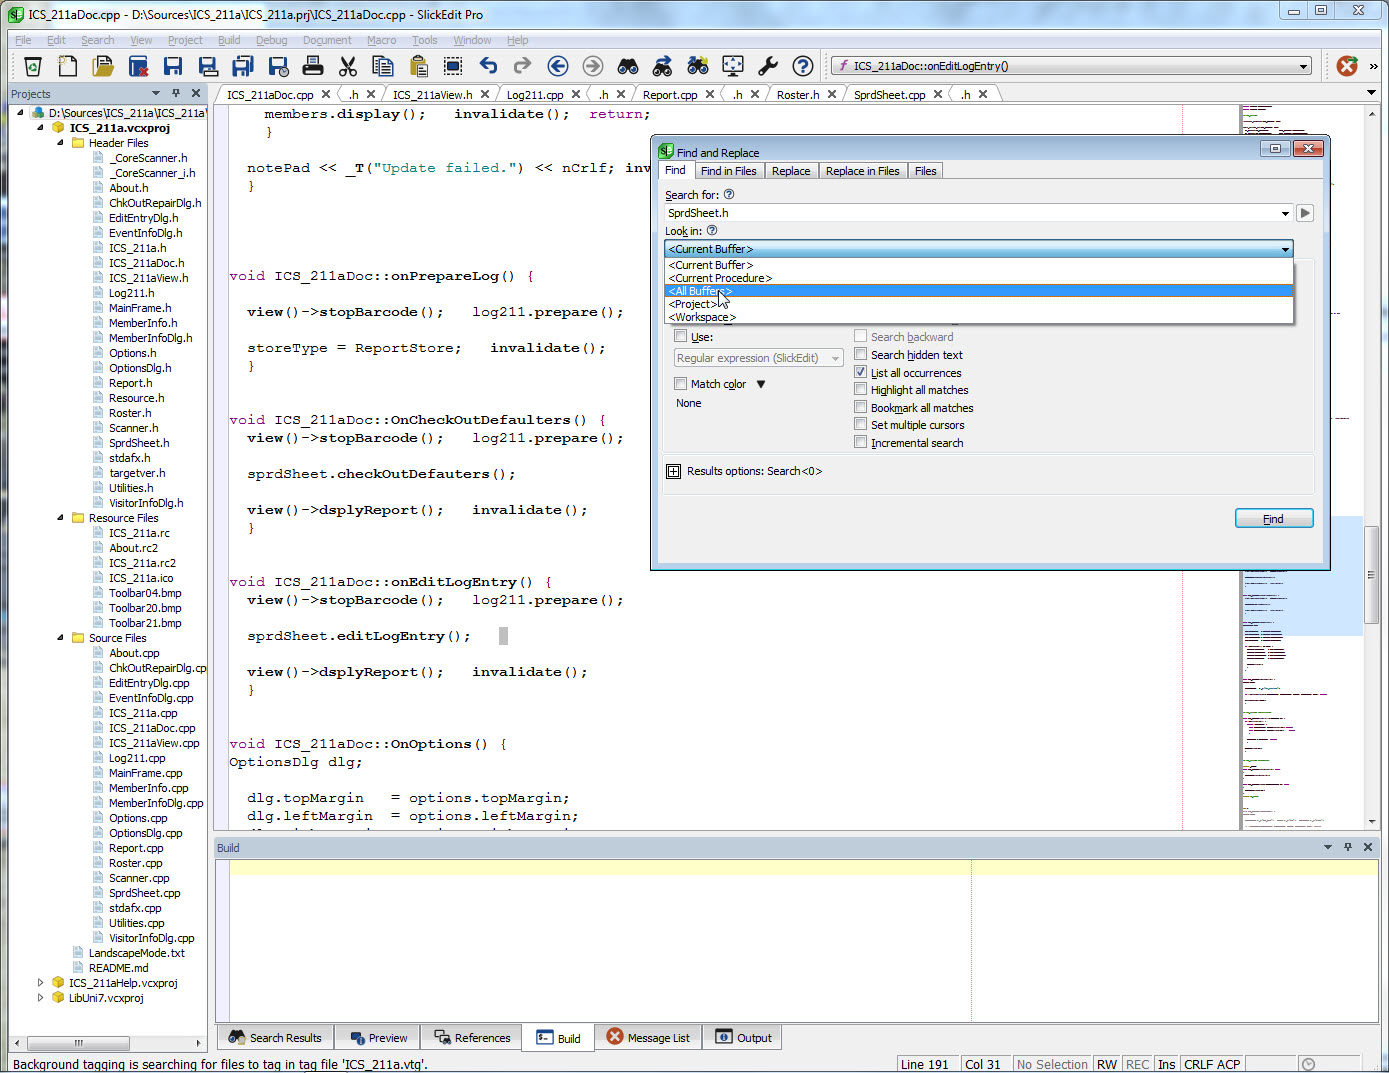 ICS_211aDoc.cpp - D:\Sources\ICS_211a\ICS_211a.prj\ICS_211aDoc.cpp - SlickEdit Pro
File Edit Search View Project Build Debug Document Macro Tools Window Help
ICS_211aDoc::onEditLogEntry()
Projects
ICS_211aDoc.cpp .h ICS_211aView.h Log211.cpp .h Report.cpp .h Roster.h SprdSheet.cpp .h
D:\Sources\ICS_211a\ICS_211a\
ICS_211a.vcxproj
Header Files
_CoreScanner.h
_CoreScanner_i.h
About.h
ChkOutRepairDlg.h
EditEntryDlg.h
EventInfoDlg.h
ICS_211a.h
ICS_211aDoc.h
ICS_211aView.h
Log211.h
MainFrame.h
MemberInfo.h
MemberInfoDlg.h
Options.h
OptionsDlg.h
Report.h
Resource.h
Roster.h
Scanner.h
SprdSheet.h
stdafx.h
targetver.h
Utilities.h
VisitorInfoDlg.h
Resource Files
ICS_211a.rc
About.rc2
ICS_211a.rc2
ICS_211a.ico
Toolbar04.bmp
Toolbar20.bmp
Toolbar21.bmp
Source Files
About.cpp
ChkOutRepairDlg.cp
EditEntryDlg.cpp
EventInfoDlg.cpp
ICS_211a.cpp
ICS_211aDoc.cpp
ICS_211aView.cpp
Log211.cpp
MainFrame.cpp
MemberInfo.cpp
MemberInfoDlg.cpp
Options.cpp
OptionsDlg.cpp
Report.cpp
Roster.cpp
Scanner.cpp
SprdSheet.cpp
stdafx.cpp
Utilities.cpp
VisitorInfoDlg.cpp
LandscapeMode.txt
README.md
ICS_211aHelp.vcxproj
LibUni7.vcxproj
members.display(); invalidate(); return;
}
notePad << _T("Update failed.") << nCrlf; inv
}
void ICS_211aDoc::onPrepareLog() {
view()->stopBarcode(); log211.prepare();
storeType = ReportStore; invalidate();
}
void ICS_211aDoc::OnCheckOutDefaulters() {
view()->stopBarcode(); log211.prepare();
sprdSheet.checkOutDefauters();
view()->dsplyReport(); invalidate();
}
void ICS_211aDoc::onEditLogEntry() {
view()->stopBarcode(); log211.prepare();
sprdSheet.editLogEntry();
view()->dsplyReport(); invalidate();
}
void ICS_211aDoc::OnOptions() {
OptionsDlg dlg;
dlg.topMargin = options.topMargin;
dlg.leftMargin = options.leftMargin;
Find and Replace
Find Find in Files Replace Replace in Files Files
Search for:
SprdSheet.h
Look in:
<Current Buffer>
<Current Buffer>
<Current Procedure>
<All Buffers>
<Project>
<Workspace>
Use:
Regular expression (SlickEdit)
Match color
None
Search backward
Search hidden text
List all occurrences
Highlight all matches
Bookmark all matches
Set multiple cursors
Incremental search
Results options: Search<0>
Find
Build
Search Results Preview References Build Message List Output
Background tagging is searching for files to tag in tag file 'ICS_211a.vtg'.
Line 191 Col 31 No Selection RW REC Ins CRLF ACP